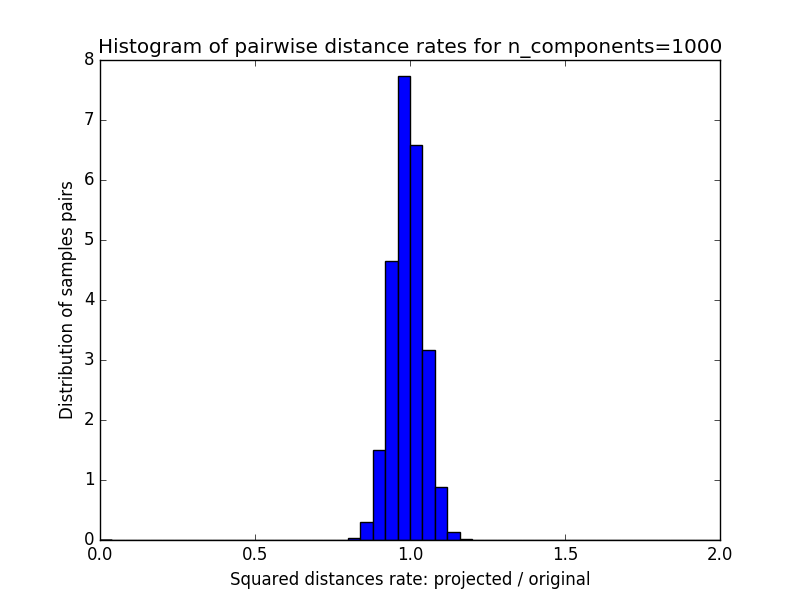 Histogram of pairwise distance rates for n_components=1000
8
7
6
5
4
3
2
1
0
Distribution of samples pairs
0.0 0.5 1.0 1.5 2.0
Squared distances rate: projected / original